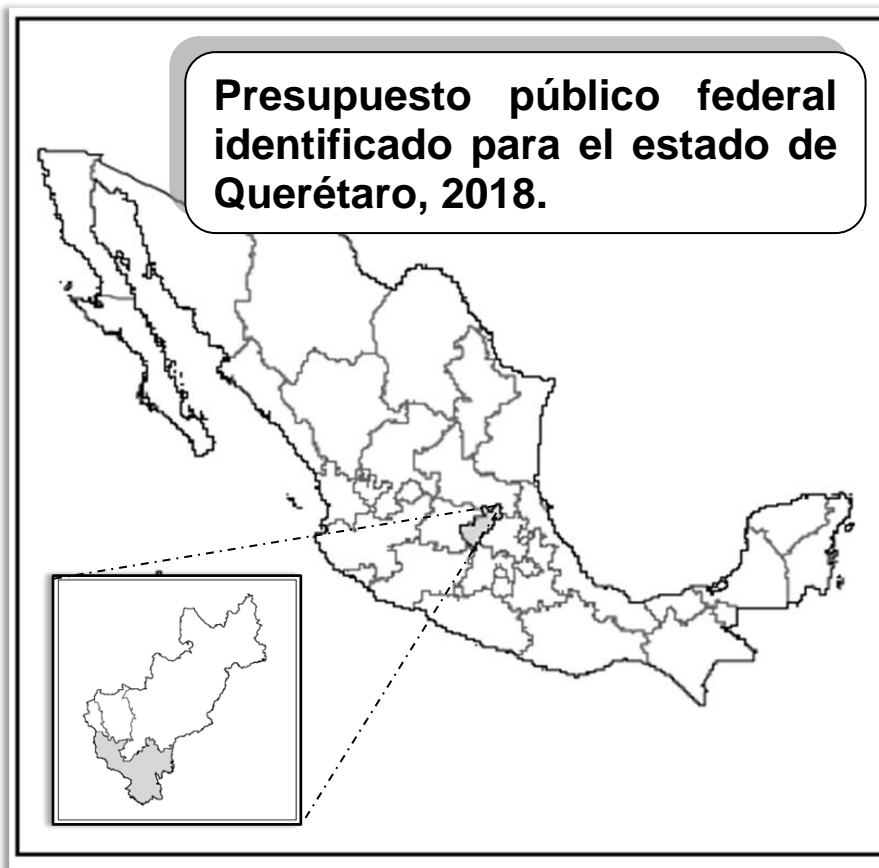 Presupuesto público federal
identificado para el estado de
Querétaro, 2018.